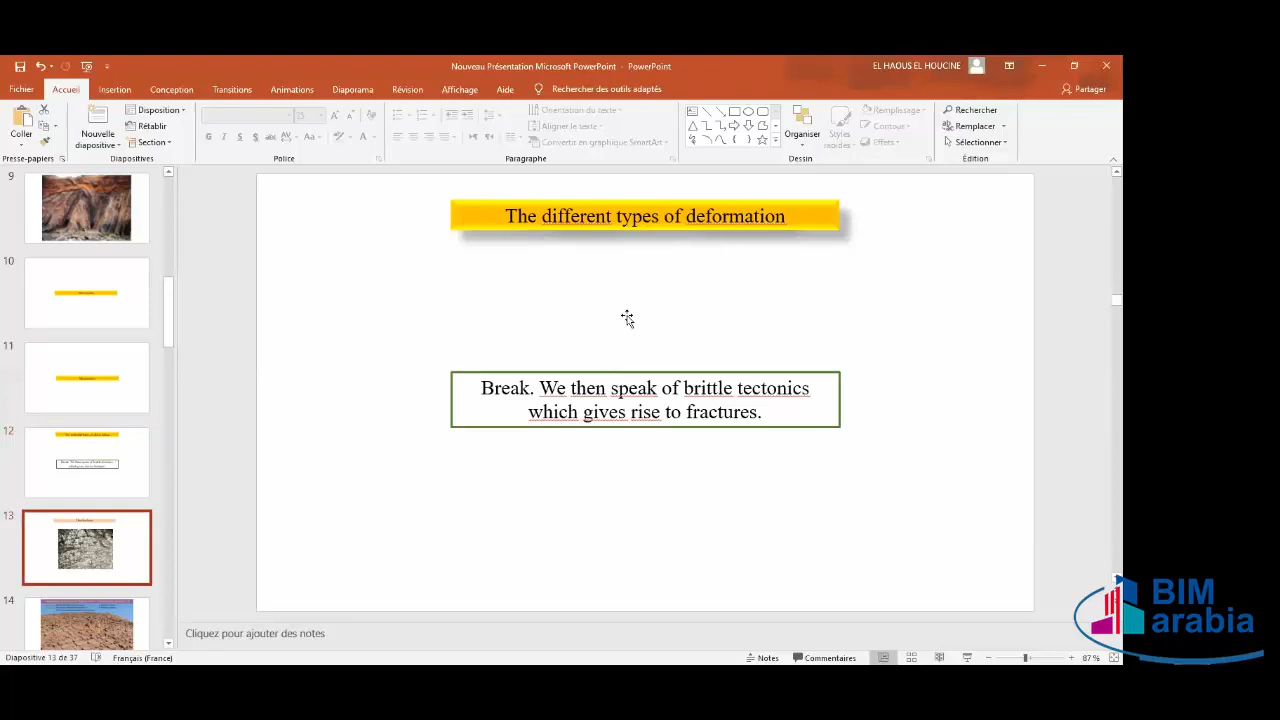 Nouveau Présentation Microsoft PowerPoint - PowerPoint
EL HAOUS EL HOUCINE
Fichier Accueil Insertion Conception Transitions Animations Diaporama Révision Affichage Aide Rechercher des outils adaptés Partager
Coller
Presse-papiers
Nouvelle diapositive
Disposition
Rétablir
Section
Diapositives
25
G I S S abc AV Aa A
Police
Orientation du texte
Aligner le texte
Convertir en graphique SmartArt
Paragraphe
Organiser
Styles rapides
Remplissage
Contour
Effets
Dessin
Rechercher
Remplacer
Sélectionner
Édition
9
10
11
12
13
14
The different types of deformation
Break. We then speak of brittle tectonics
which gives rise to fractures.
Cliquez pour ajouter des notes
Diapositive 13 de 37 Français (France) Notes Commentaires 87 %
BIM
arabia